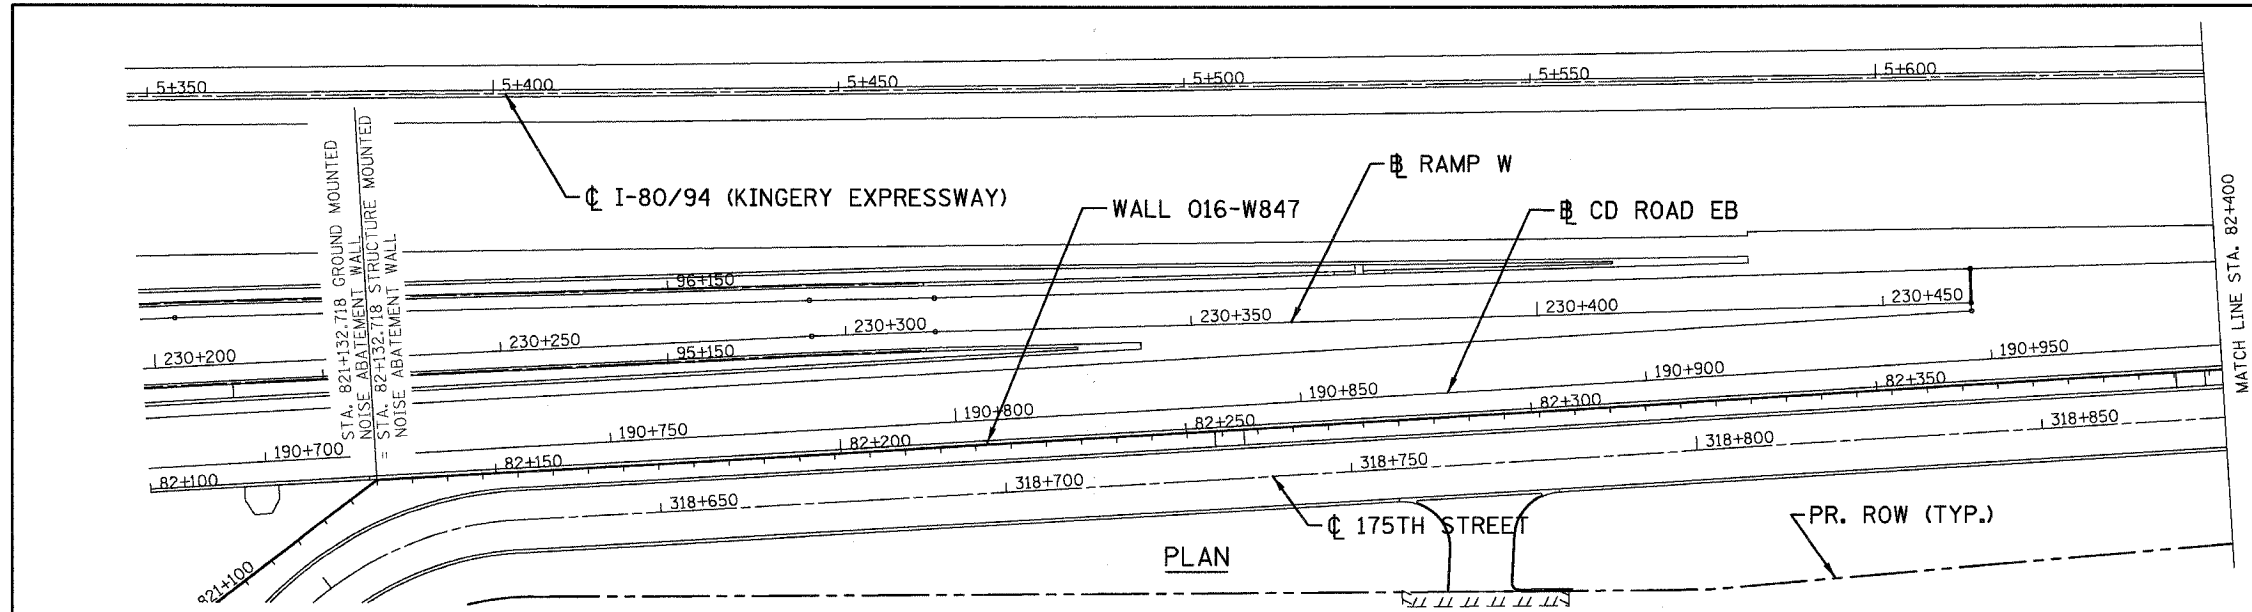 5+350 5+400 5+450 5+500 5+550 5+600
℄ I-80/94 (KINGERY EXPRESSWAY)
WALL 016-W847
B̵L RAMP W
B̵L CD ROAD EB
STA. 821+132.718 GROUND MOUNTED
NOISE ABATEMENT WALL
= STA. 82+132.718 STRUCTURE MOUNTED
NOISE ABATEMENT WALL
96+150
230+200 230+250 230+300 230+350 230+400 230+450
95+150
190+700 190+750 190+800 190+850 190+900 190+950
82+100 82+150 82+200 82+250 82+300 82+350
318+650 318+700 318+750 318+800 318+850
821+100
℄ 175TH STREET
PR. ROW (TYP.)
PLAN
MATCH LINE STA. 82+400